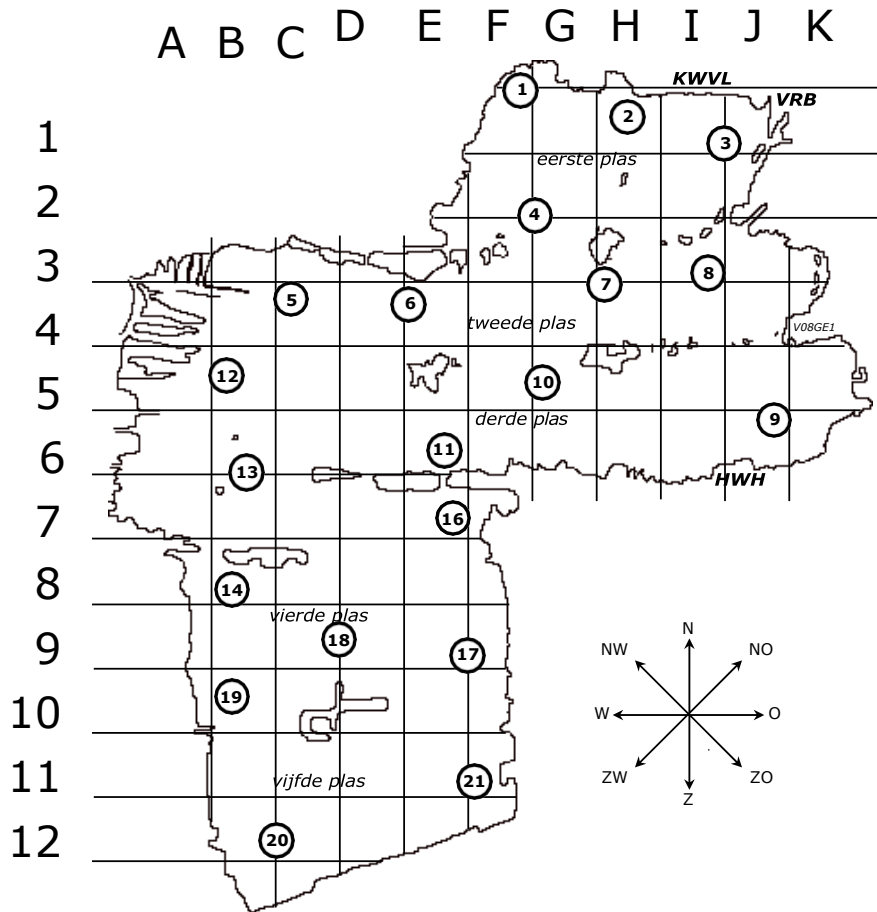 A B C D E F G H I J K
KWVL
1
VRB
2
1
3
eerste plas
2
4
3
8
7
5
6
4
tweede plas
V08GE1
12
10
5
derde plas
9
11
6
13
HWH
7
16
8
14
vierde plas
18
9
17
19
10
vijfde plas
21
11
20
12
N
NW NO
W O
ZW ZO
Z